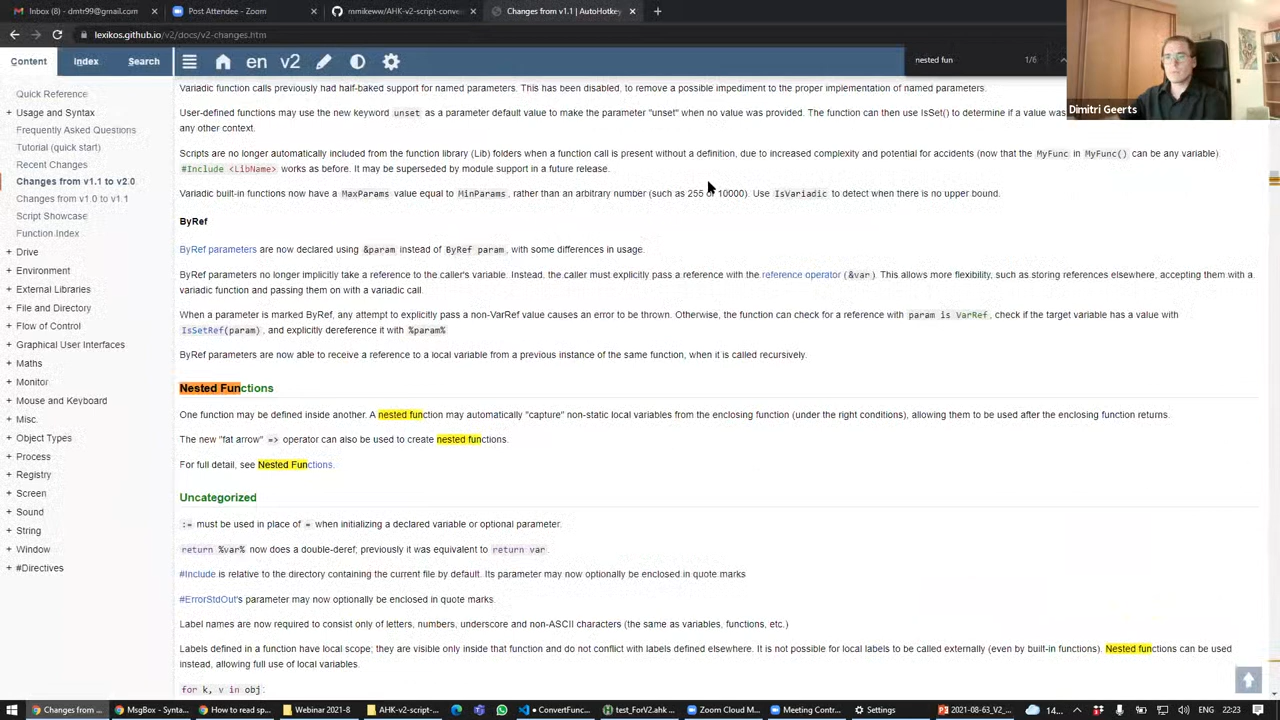 Inbox (8) - dmtr99@gmail.com
Post Attendee - Zoom
mmikeww/AHK-v2-script-conve
Changes from v1.1 | AutoHotkey
lexikos.github.io/v2/docs/v2-changes.htm
Content Index Search
en v2
nested fun 1/6
Dimitri Geerts
Quick Reference
+ Usage and Syntax
Frequently Asked Questions
Tutorial (quick start)
Recent Changes
Changes from v1.1 to v2.0
Changes from v1.0 to v1.1
Script Showcase
Function Index
+ Drive
+ Environment
+ External Libraries
+ File and Directory
+ Flow of Control
+ Graphical User Interfaces
+ Maths
+ Monitor
+ Mouse and Keyboard
+ Misc.
+ Object Types
+ Process
+ Registry
+ Screen
+ Sound
+ String
+ Window
+ #Directives
Variadic function calls previously had half-baked support for named parameters. This has been disabled, to remove a possible impediment to the proper implementation of named parameters.
User-defined functions may use the new keyword unset as a parameter default value to make the parameter "unset" when no value was provided. The function can then use IsSet() to determine if a value was
any other context.
Scripts are no longer automatically included from the function library (Lib) folders when a function call is present without a definition, due to increased complexity and potential for accidents (now that the MyFunc in MyFunc() can be any variable).
#Include <LibName> works as before. It may be superseded by module support in a future release.
Variadic built-in functions now have a MaxParams value equal to MinParams, rather than an arbitrary number (such as 255 or 10000). Use IsVariadic to detect when there is no upper bound.
ByRef
ByRef parameters are now declared using &param instead of ByRef param, with some differences in usage.
ByRef parameters no longer implicitly take a reference to the caller's variable. Instead, the caller must explicitly pass a reference with the reference operator (&var). This allows more flexibility, such as storing references elsewhere, accepting them with a
variadic function and passing them on with a variadic call.
When a parameter is marked ByRef, any attempt to explicitly pass a non-VarRef value causes an error to be thrown. Otherwise, the function can check for a reference with param is VarRef, check if the target variable has a value with
IsSetRef(param), and explicitly dereference it with %param%
ByRef parameters are now able to receive a reference to a local variable from a previous instance of the same function, when it is called recursively.
Nested Functions
One function may be defined inside another. A nested function may automatically "capture" non-static local variables from the enclosing function (under the right conditions), allowing them to be used after the enclosing function returns.
The new "fat arrow" => operator can also be used to create nested functions.
For full detail, see Nested Functions.
Uncategorized
:= must be used in place of = when initializing a declared variable or optional parameter.
return %var% now does a double-deref; previously it was equivalent to return var.
#Include is relative to the directory containing the current file by default. Its parameter may now optionally be enclosed in quote marks
#ErrorStdOut's parameter may now optionally be enclosed in quote marks.
Label names are now required to consist only of letters, numbers, underscore and non-ASCII characters (the same as variables, functions, etc.)
Labels defined in a function have local scope; they are visible only inside that function and do not conflict with labels defined elsewhere. It is not possible for local labels to be called externally (even by built-in functions). Nested functions can be used
instead, allowing full use of local variables.
for k, v in obj:
Changes from ...
MsgBox - Synta...
How to read sp...
Webinar 2021-8
AHK-v2-script-...
ConvertFunc...
test_ForV2.ahk ...
Zoom Cloud M...
Meeting Contr...
Settings
2021-08-63_V2_...
14...
ENG
22:23